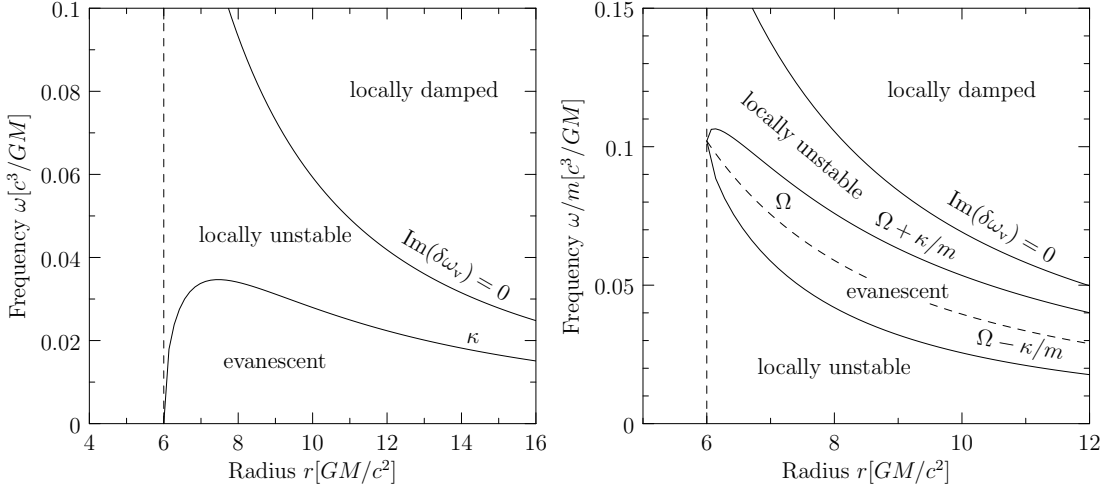 0.1
0.08
0.06
0.04
0.02
0
4
6
8
10
12
14
16
Frequency ω[c³/GM]
Radius r[GM/c²]
locally damped
locally unstable
Im(δωᵥ) = 0
κ
evanescent
0.15
0.1
0.05
0
6
8
10
12
Frequency ω/m[c³/GM]
Radius r[GM/c²]
locally damped
locally unstable
Im(δωᵥ) = 0
Ω
Ω + κ/m
evanescent
Ω − κ/m
locally unstable